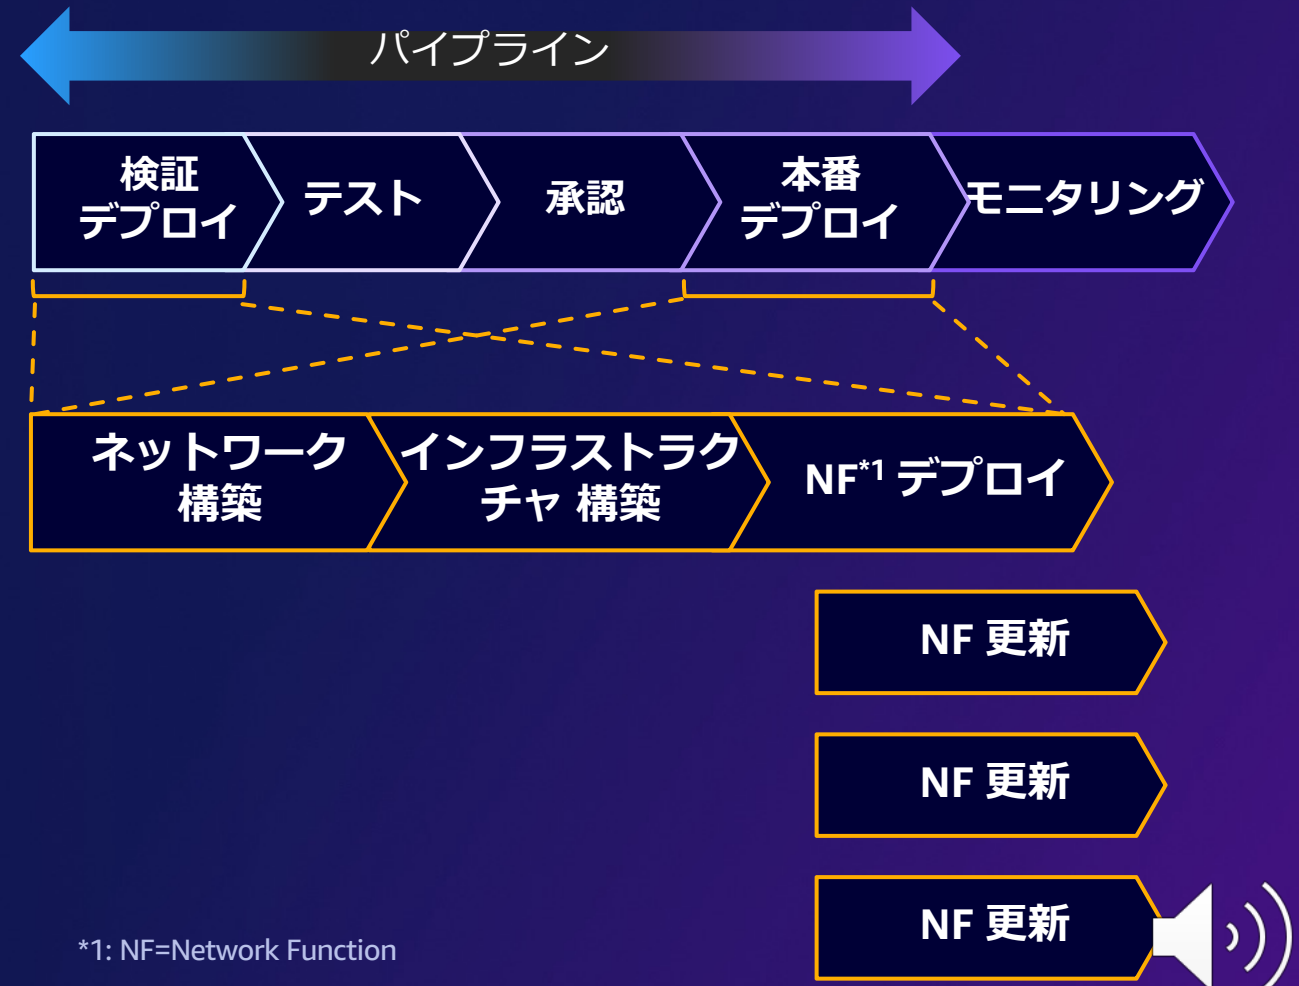 パイプライン
検証
デプロイ
テスト
承認
本番
デプロイ
モニタリング
ネットワーク
構築
インフラストラク
チャ 構築
NF*1 デプロイ
NF 更新
NF 更新
NF 更新
*1: NF=Network Function